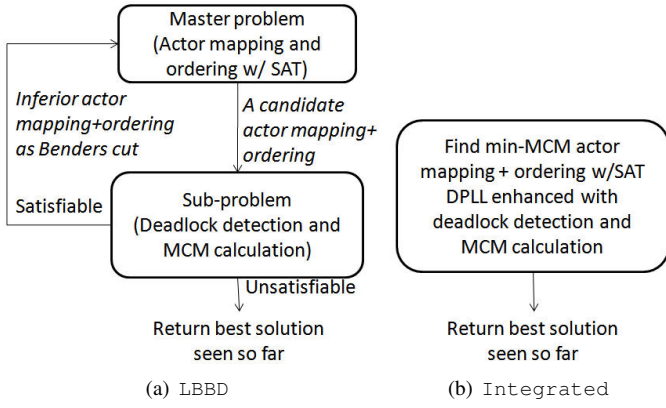 Master problem
(Actor mapping and
ordering w/ SAT)
Inferior actor
mapping+ordering
as Benders cut
A candidate
actor mapping+
ordering
Satisfiable
Sub-problem
(Deadlock detection and
MCM calculation)
Unsatisfiable
Return best solution
seen so far
(a) LBBD
Find min-MCM actor
mapping + ordering w/SAT
DPLL enhanced with
deadlock detection and
MCM calculation
Return best solution
seen so far
(b) Integrated